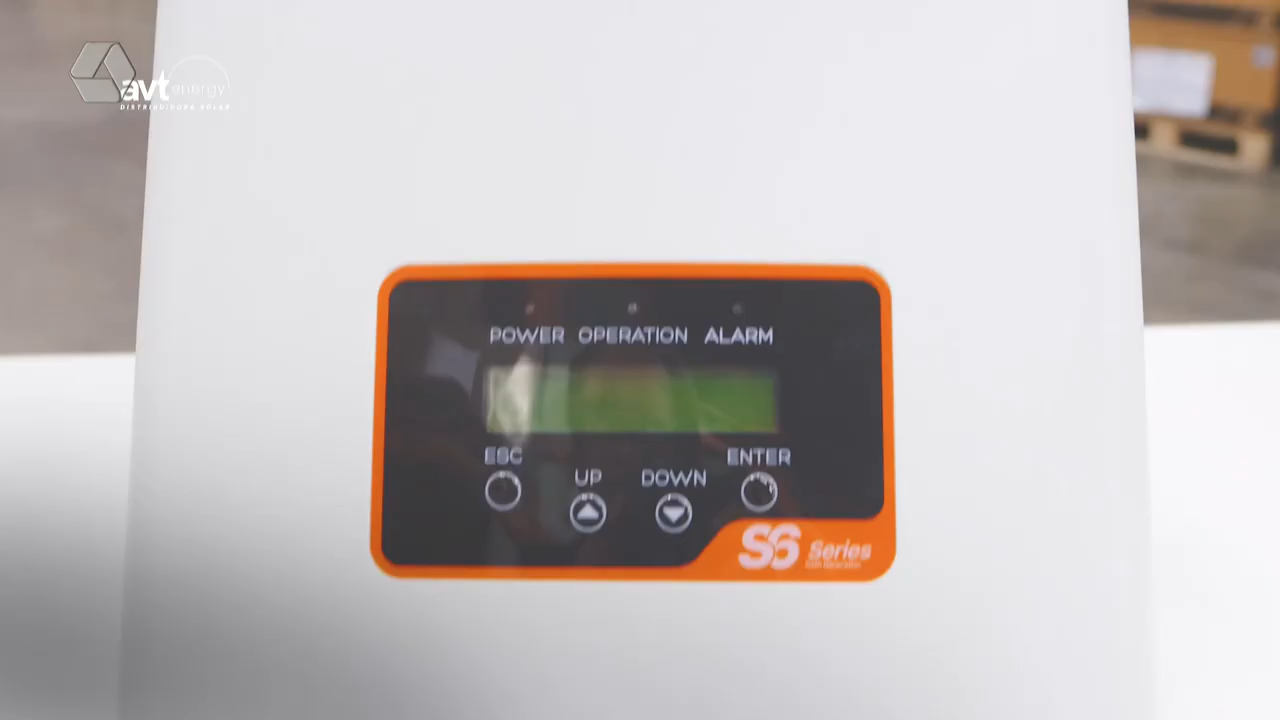 avt energy
DISTRIBUIDORA SOLAR
POWER OPERATION ALARM
ESC UP DOWN ENTER
S6 Series